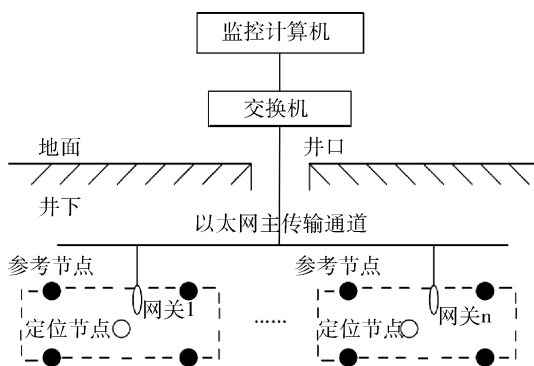 监控计算机
交换机
地面
井口
井下
以太网主传输通道
参考节点
参考节点
网关1
网关n
定位节点
......
定位节点